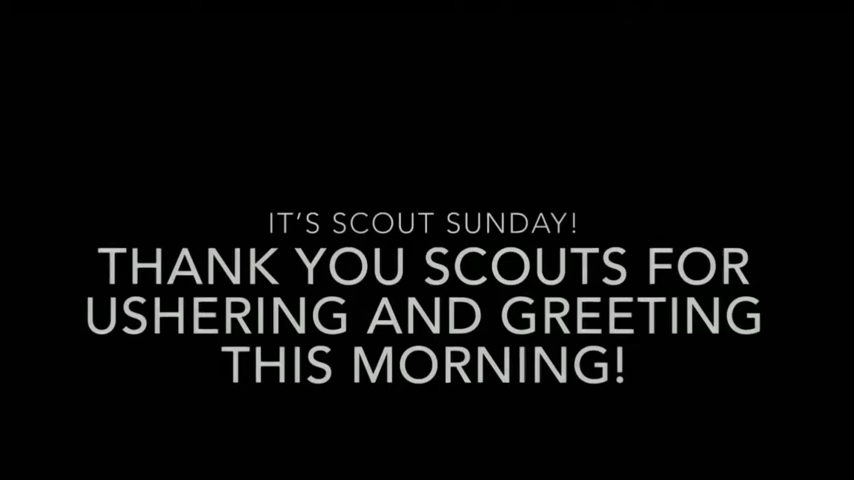 IT'S SCOUT SUNDAY!
THANK YOU SCOUTS FOR
USHERING AND GREETING
THIS MORNING!